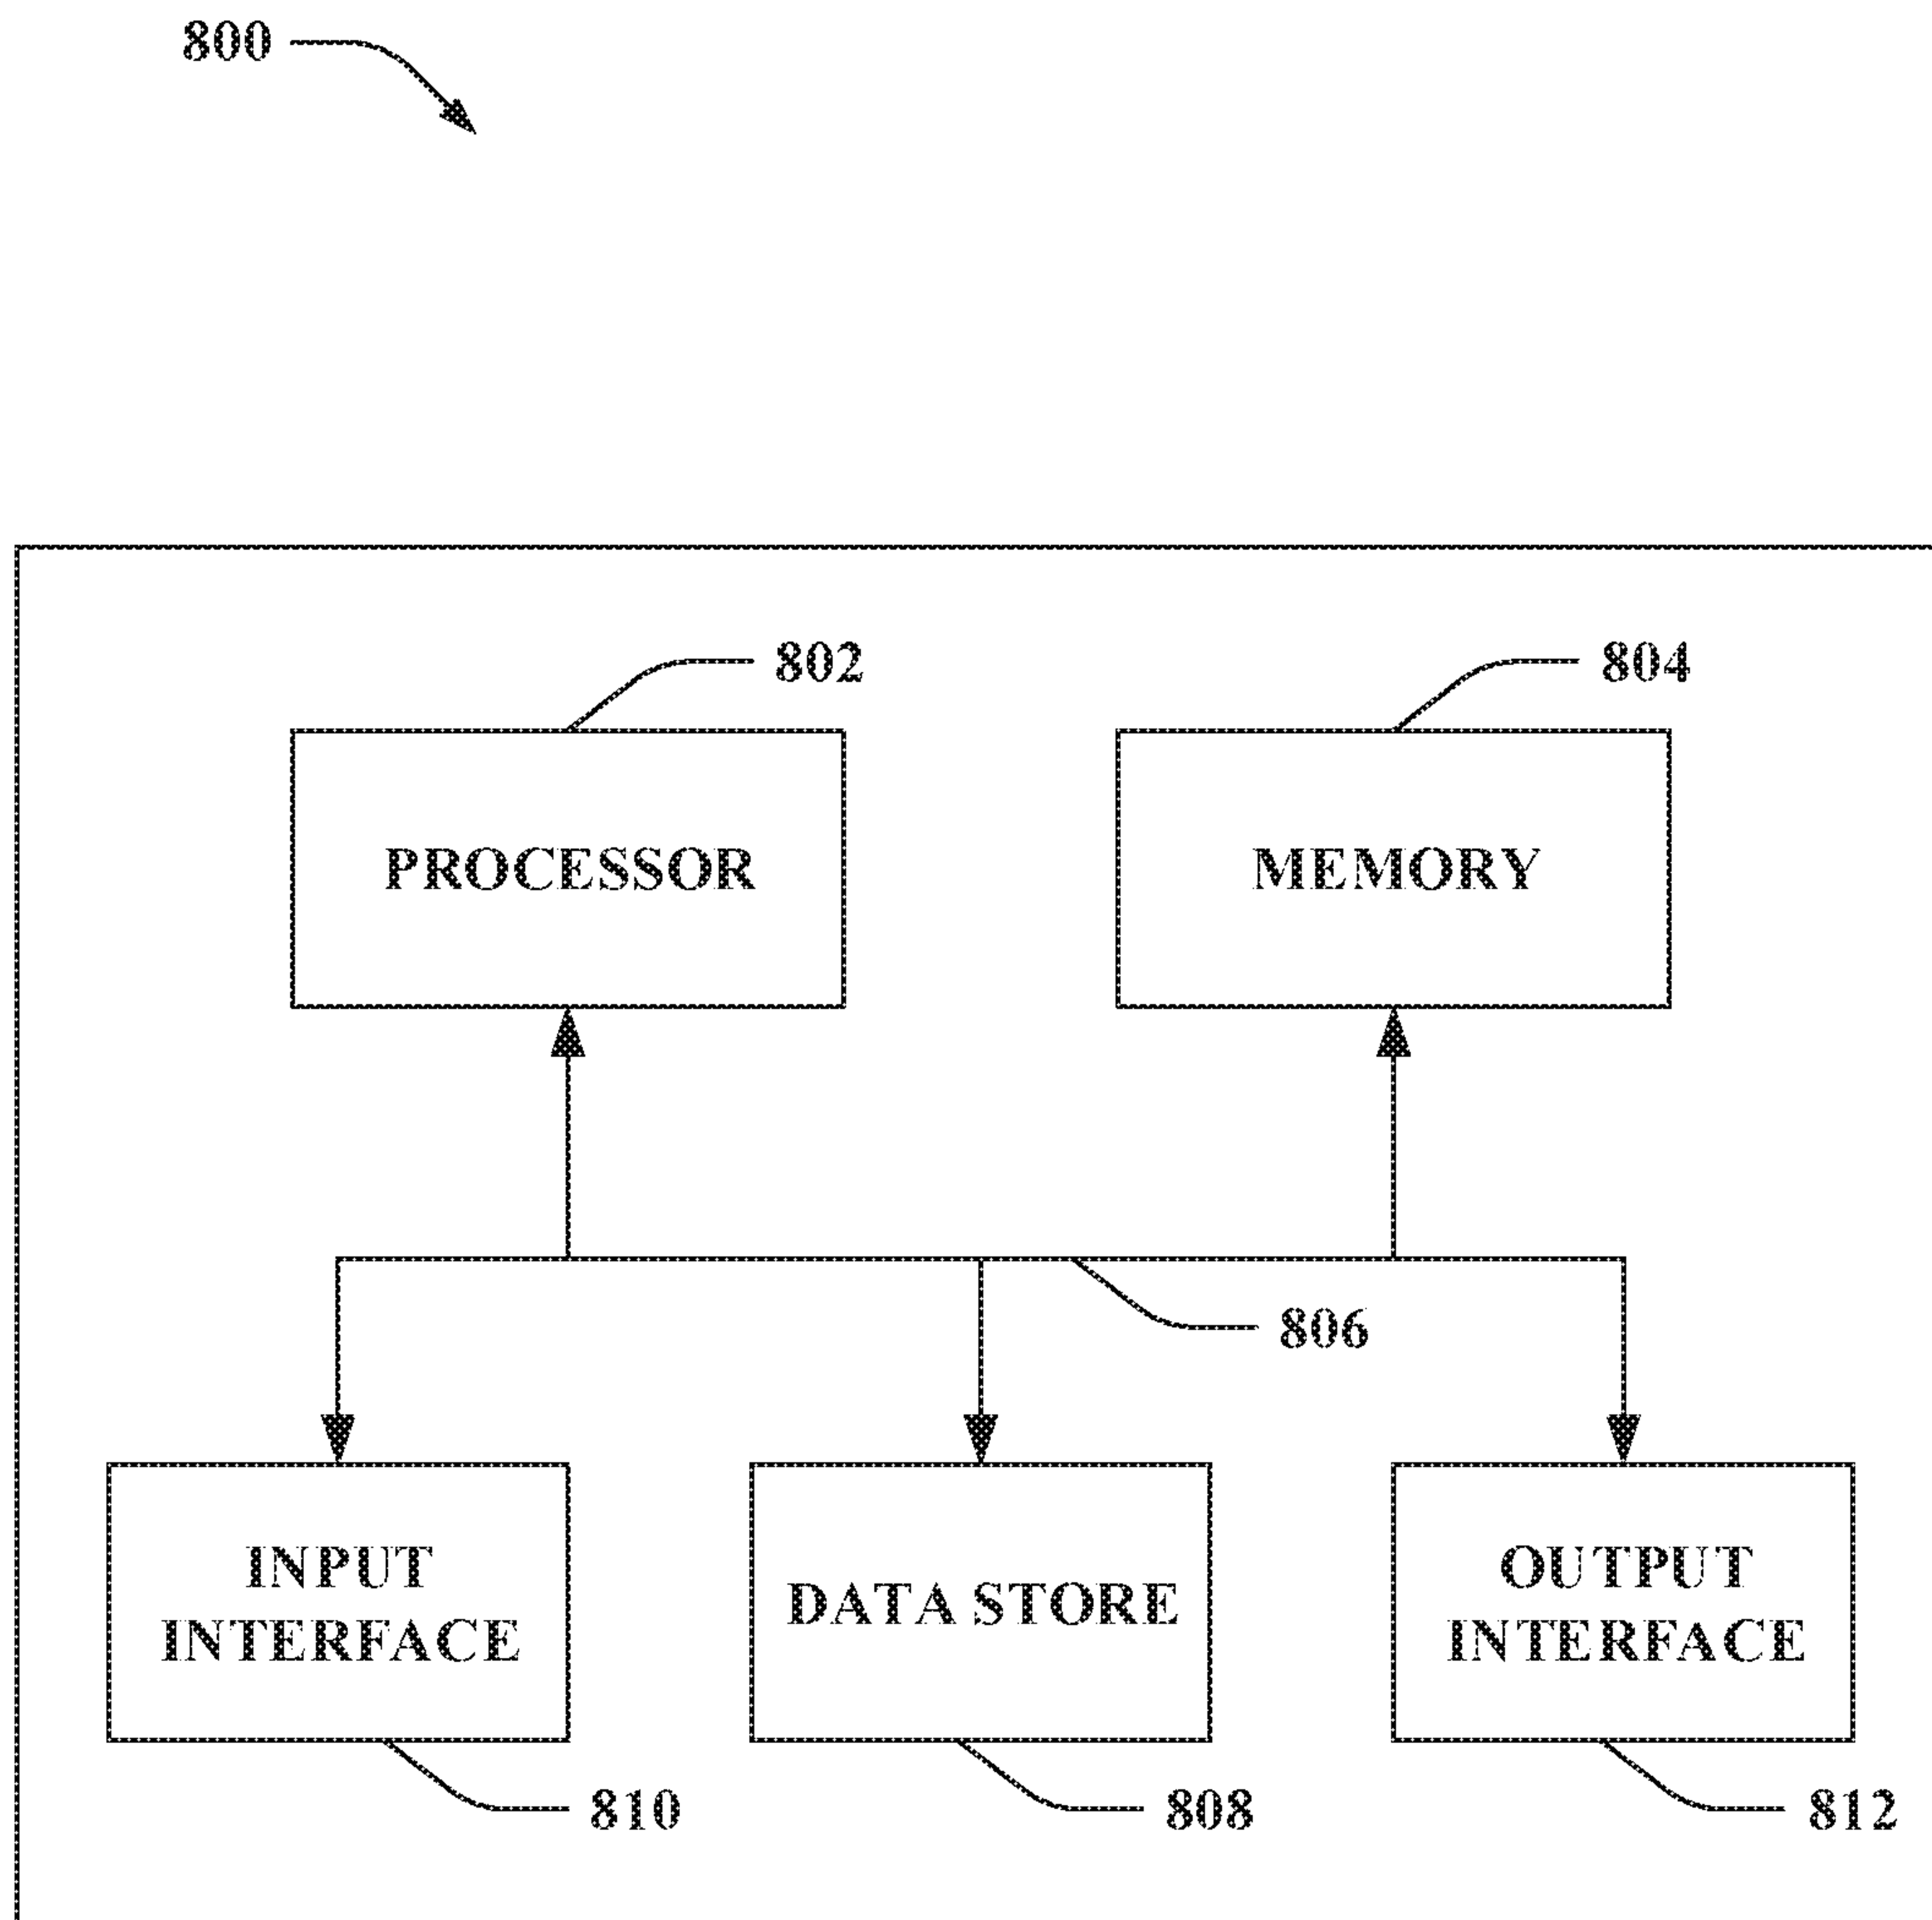 800
802
804
PROCESSOR
MEMORY
806
INPUT
INTERFACE
DATA STORE
OUTPUT
INTERFACE
810
808
812